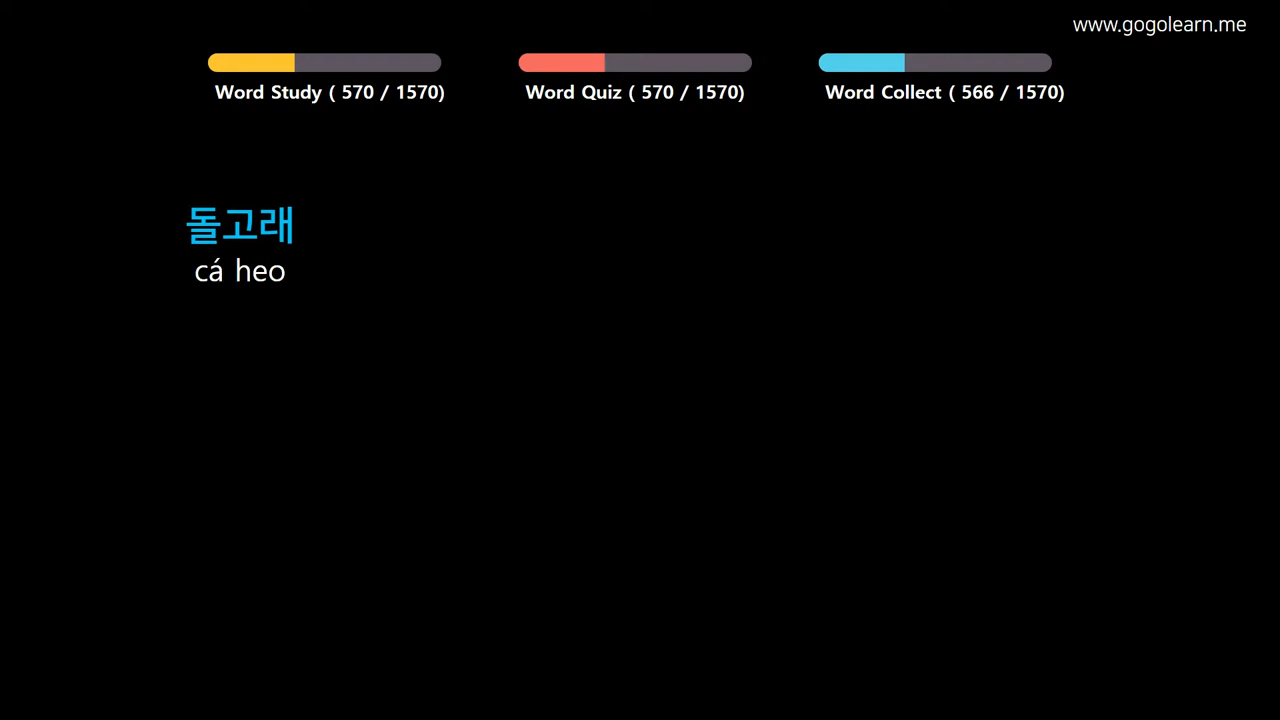 www.gogolearn.me
Word Study ( 570 / 1570)
Word Quiz ( 570 / 1570)
Word Collect ( 566 / 1570)
돌고래
cá heo